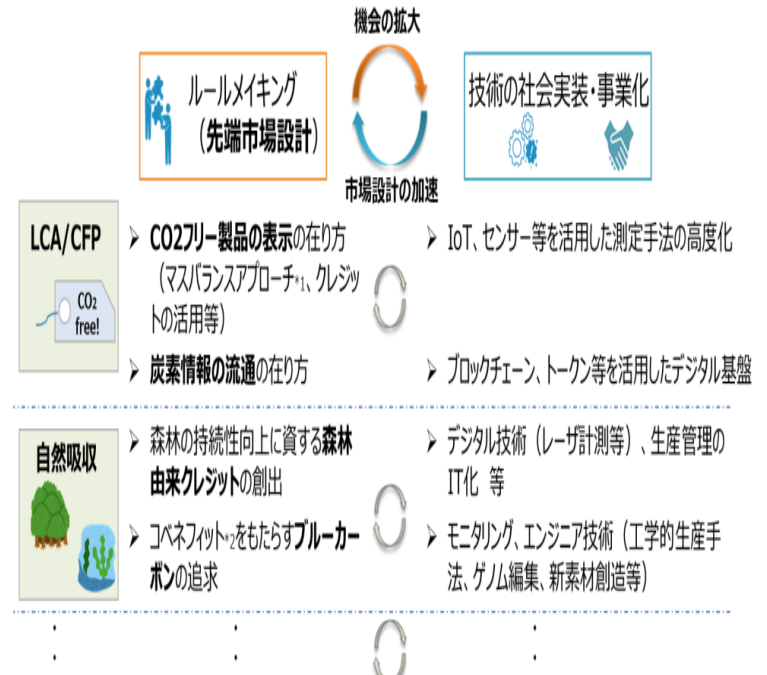 機会の拡大
ルールメイキング
（先端市場設計）
技術の社会実装・事業化
市場設計の加速
LCA/CFP
CO2
free!
➢ CO2フリー製品の表示の在り方
（マスバランスアプローチ※1、クレジッ
トの活用等）
➢ IoT、センサー等を活用した測定手法の高度化
➢ 炭素情報の流通の在り方
➢ ブロックチェーン、トークン等を活用したデジタル基盤
自然吸収
➢ 森林の持続性向上に資する森林
由来クレジットの創出
➢ デジタル技術（レーザ計測等）、生産管理の
IT化 等
➢ コベネフィット※2をもたらすブルーカー
ボンの追求
➢ モニタリング、エンジニア技術（工学的生産手
法、ゲノム編集、新素材創造等）